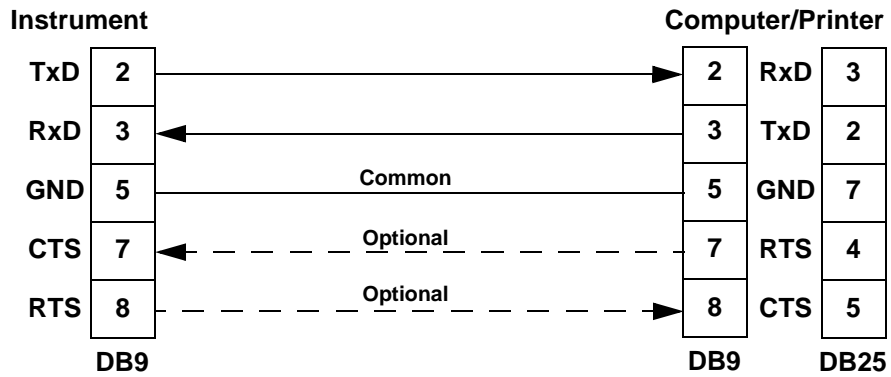 Instrument Computer/Printer
TxD 2 2 RxD 3
RxD 3 3 TxD 2
GND 5 Common 5 GND 7
CTS 7 Optional 7 RTS 4
RTS 8 Optional 8 CTS 5
DB9 DB9 DB25